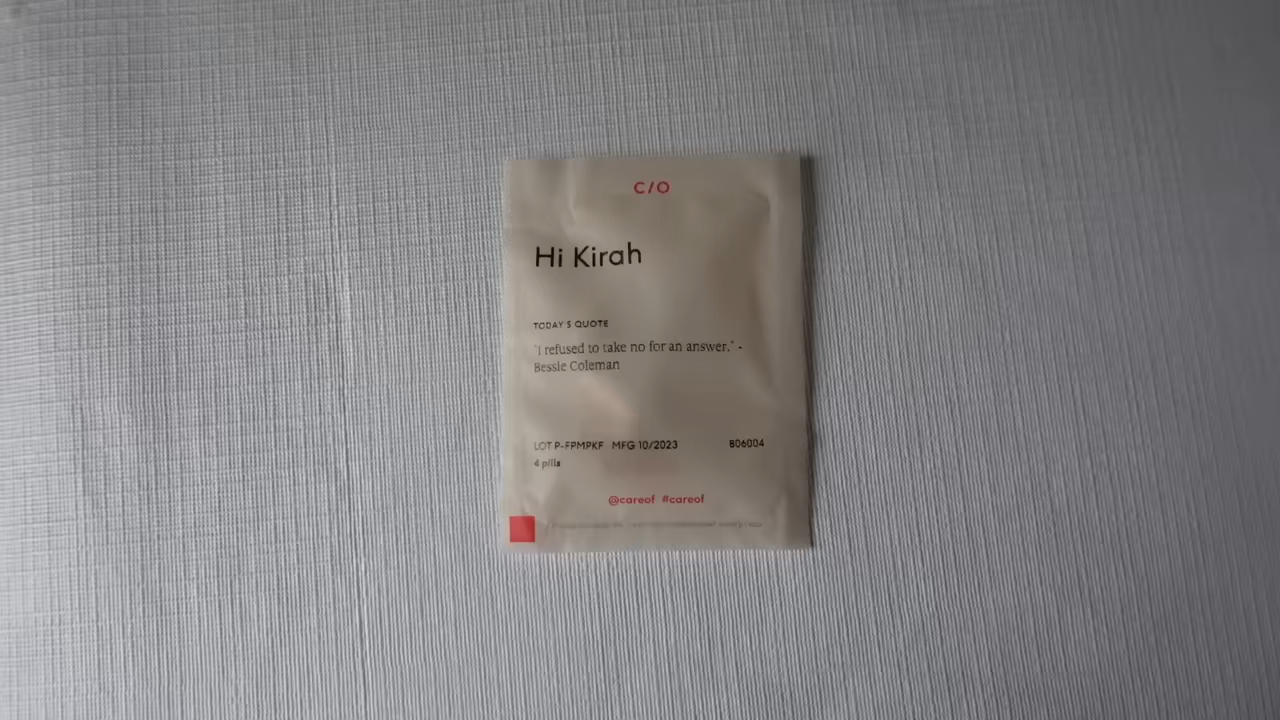 C/O
Hi Kirah
TODAY'S QUOTE
"I refused to take no for an answer." -
Bessie Coleman
LOT P-FPMPKF MFG 10/2023 806004
4 pills
@careof #careof